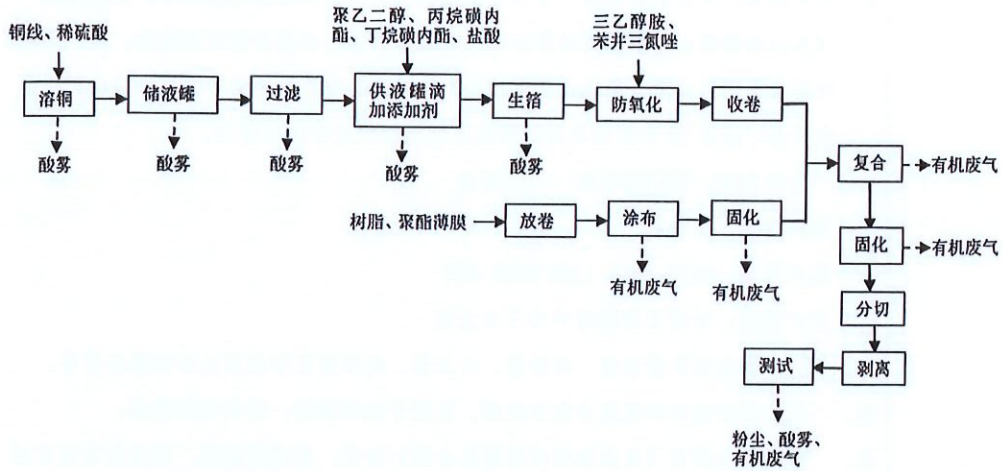 铜线、稀硫酸
聚乙二醇、丙烷磺内
酯、丁烷磺内酯、盐酸
三乙醇胺、
苯并三氮唑
溶铜
储液罐
过滤
供液罐滴
加添加剂
生箔
防氧化
收卷
酸雾
酸雾
酸雾
酸雾
酸雾
复合
有机废气
树脂、聚酯薄膜
放卷
涂布
固化
有机废气
有机废气
固化
有机废气
分切
剥离
测试
粉尘、酸雾、
有机废气